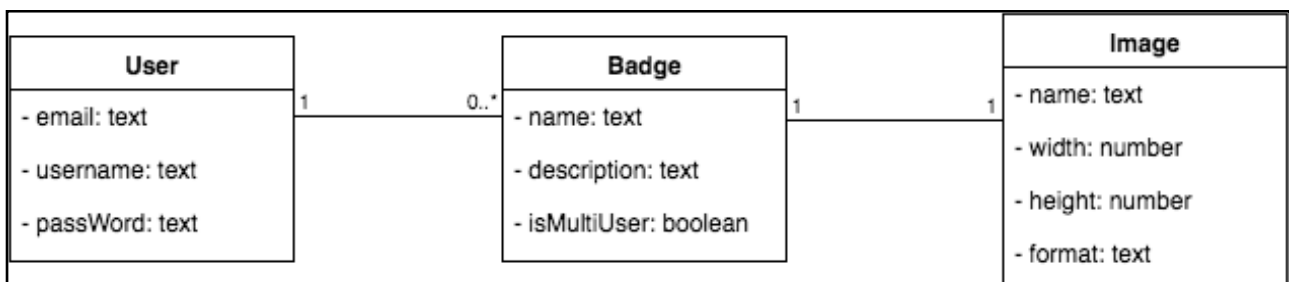 User
- email: text
- username: text
- passWord: text
1
0..*
Badge
- name: text
- description: text
- isMultiUser: boolean
1
1
Image
- name: text
- width: number
- height: number
- format: text